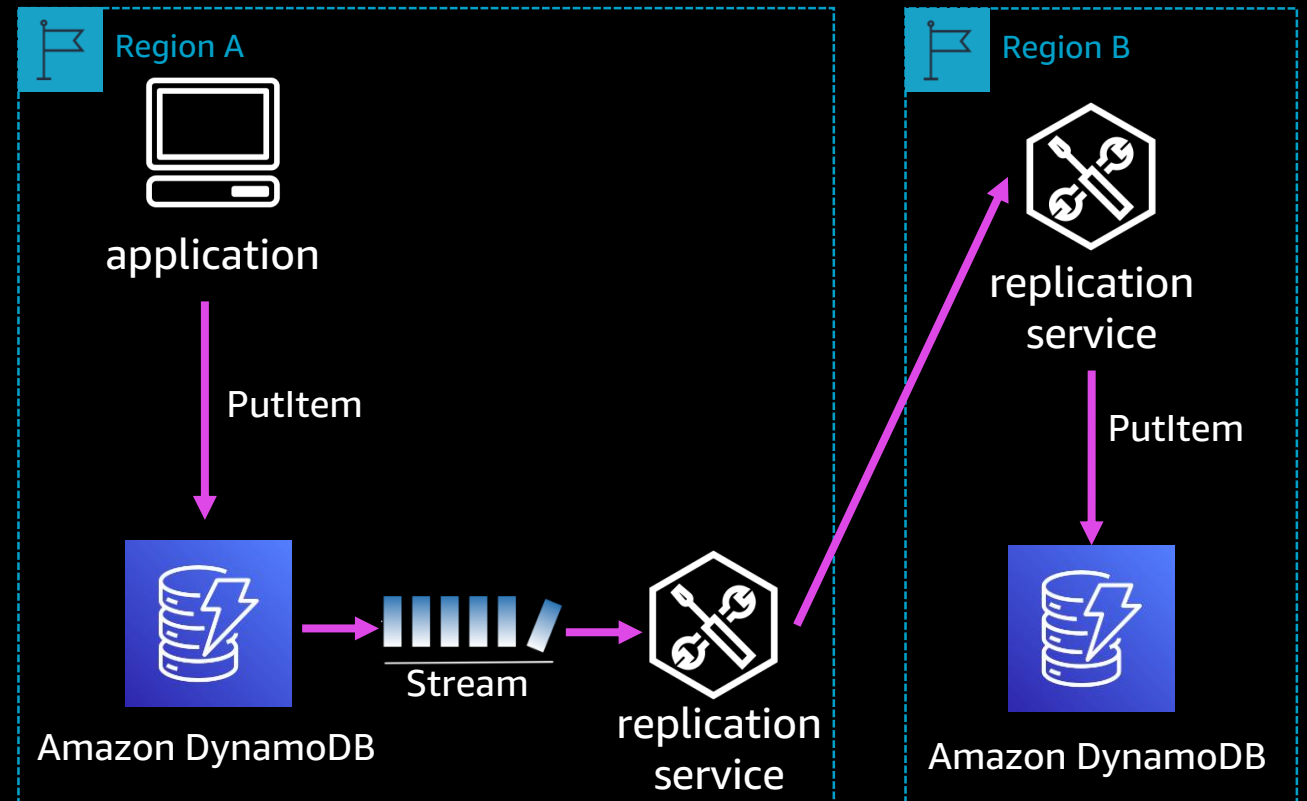 Region A
application
PutItem
Amazon DynamoDB
Stream
replication
service
Region B
replication
service
PutItem
Amazon DynamoDB